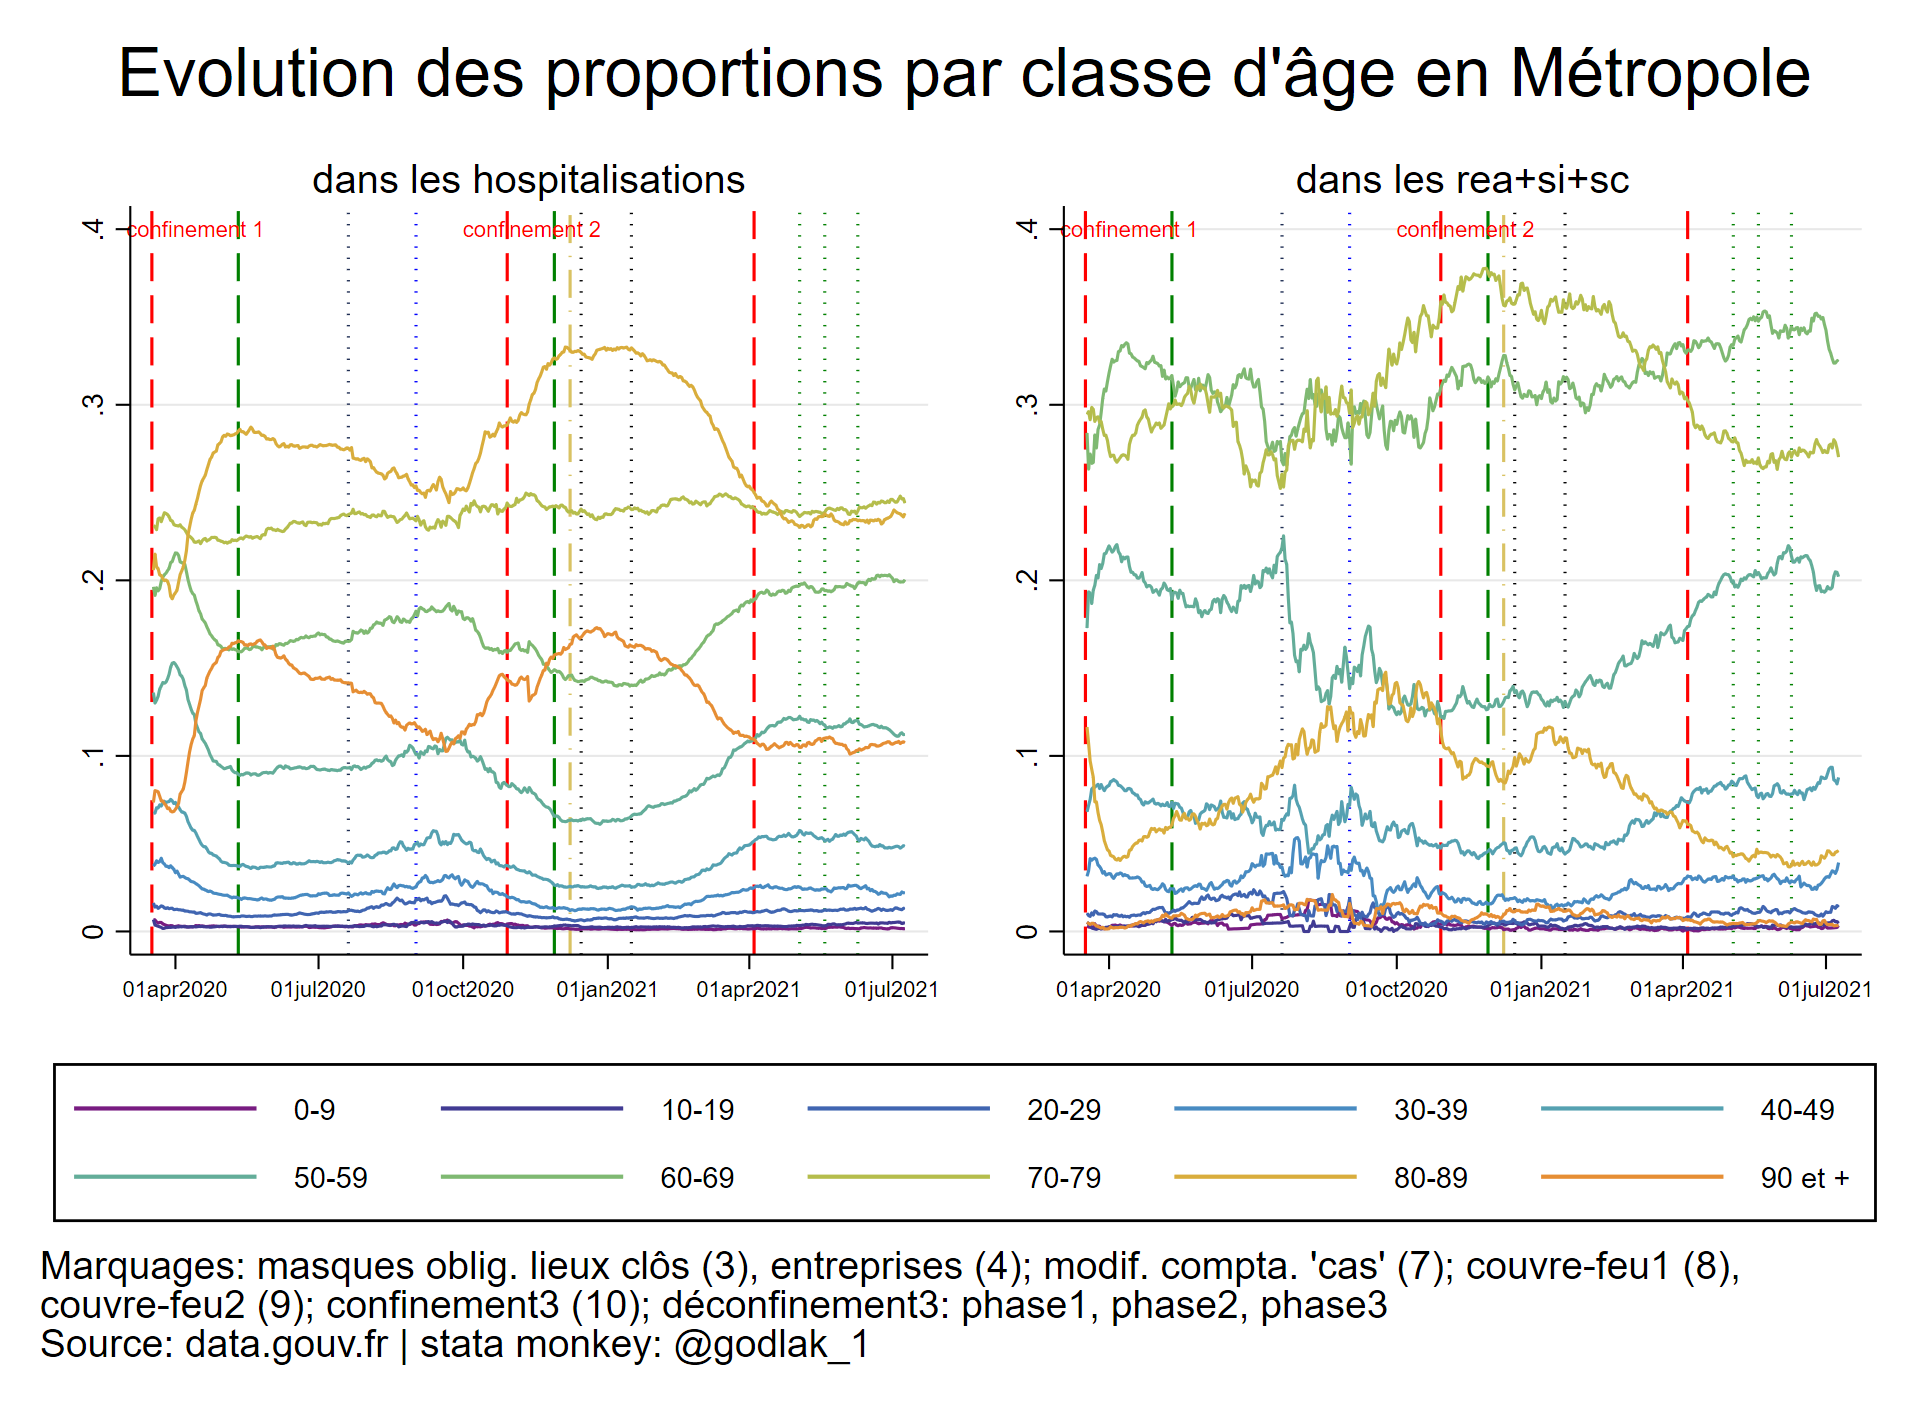 Evolution des proportions par classe d'âge en Métropole
dans les hospitalisations
confinement 1
confinement 2
.4
.3
.2
.1
0
01apr2020
01jul2020
01oct2020
01jan2021
01apr2021
01jul2021
dans les rea+si+sc
confinement 1
confinement 2
.4
.3
.2
.1
0
01apr2020
01jul2020
01oct2020
01jan2021
01apr2021
01jul2021
0-9
10-19
20-29
30-39
40-49
50-59
60-69
70-79
80-89
90 et +
Marquages: masques oblig. lieux clôs (3), entreprises (4); modif. compta. 'cas' (7); couvre-feu1 (8),
couvre-feu2 (9); confinement3 (10); déconfinement3: phase1, phase2, phase3
Source: data.gouv.fr | stata monkey: @godlak_1